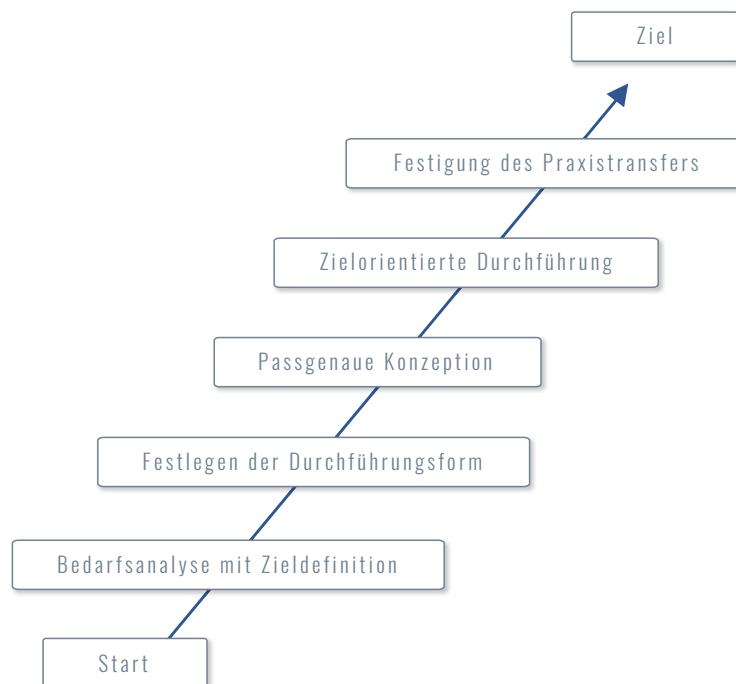 Ziel
Festigung des Praxistransfers
Zielorientierte Durchführung
Passgenaue Konzeption
Festlegen der Durchführungsform
Bedarfsanalyse mit Zieldefinition
Start